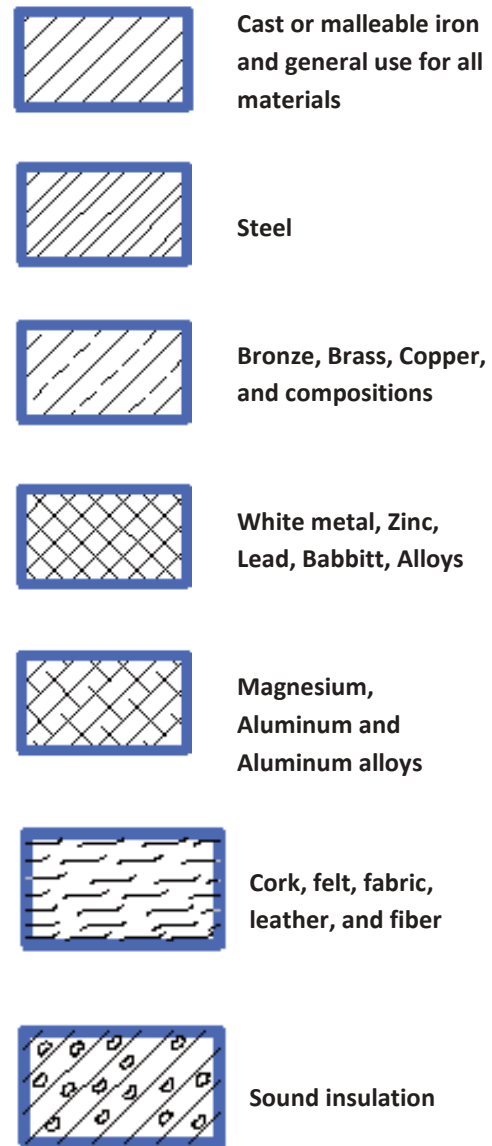 Cast or malleable iron
and general use for all
materials
Steel
Bronze, Brass, Copper,
and compositions
White metal, Zinc,
Lead, Babbitt, Alloys
Magnesium,
Aluminum and
Aluminum alloys
Cork, felt, fabric,
leather, and fiber
Sound insulation